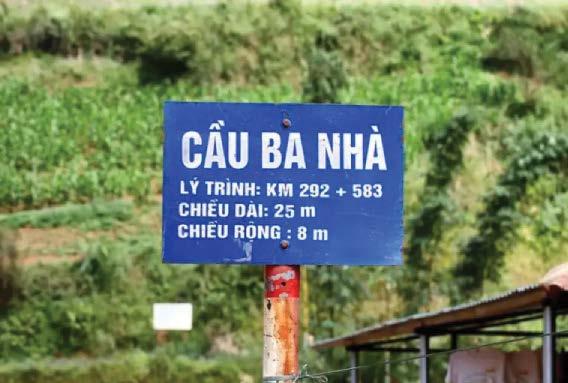 CẦU BA NHÀ
LÝ TRÌNH: KM 292 + 583
CHIỀU DÀI: 25 m
CHIỀU RỘNG : 8 m